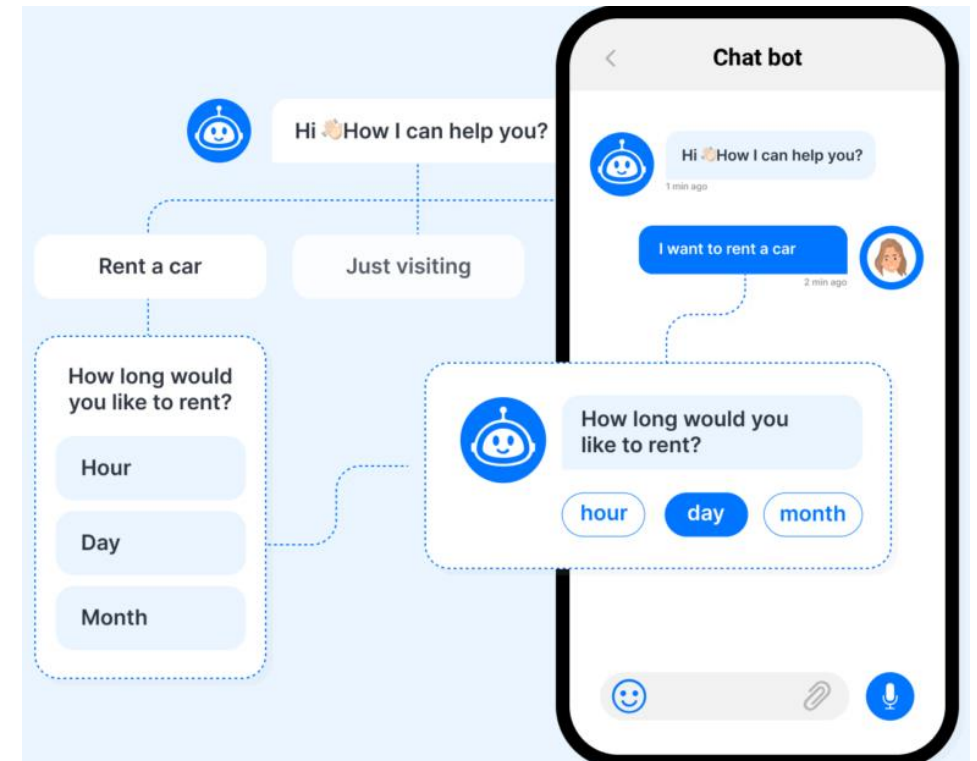 Hi 👋🏻How I can help you?
Rent a car
Just visiting
How long would
you like to rent?
Hour
Day
Month
Chat bot
Hi 👋🏻How I can help you?
1 min ago
I want to rent a car
2 min ago
How long would you
like to rent?
hour
day
month